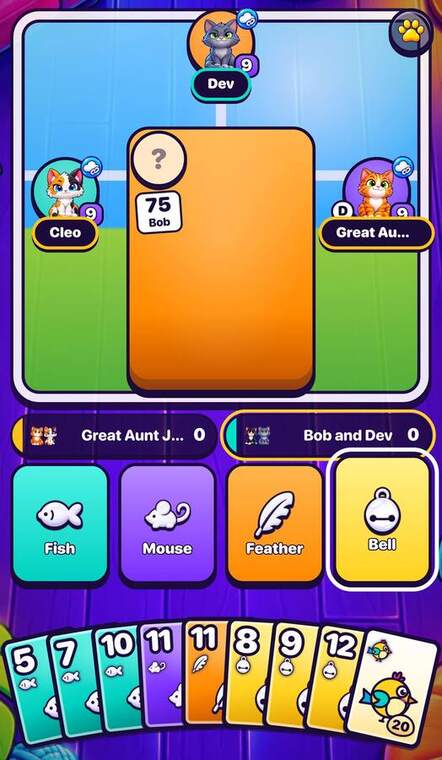 9
Dev
?
75
Bob
9
Cleo
D
9
Great Au...
Great Aunt J... 0
Bob and Dev 0
Fish
Mouse
Feather
Bell
5
7
10
11
11
8
9
12
20